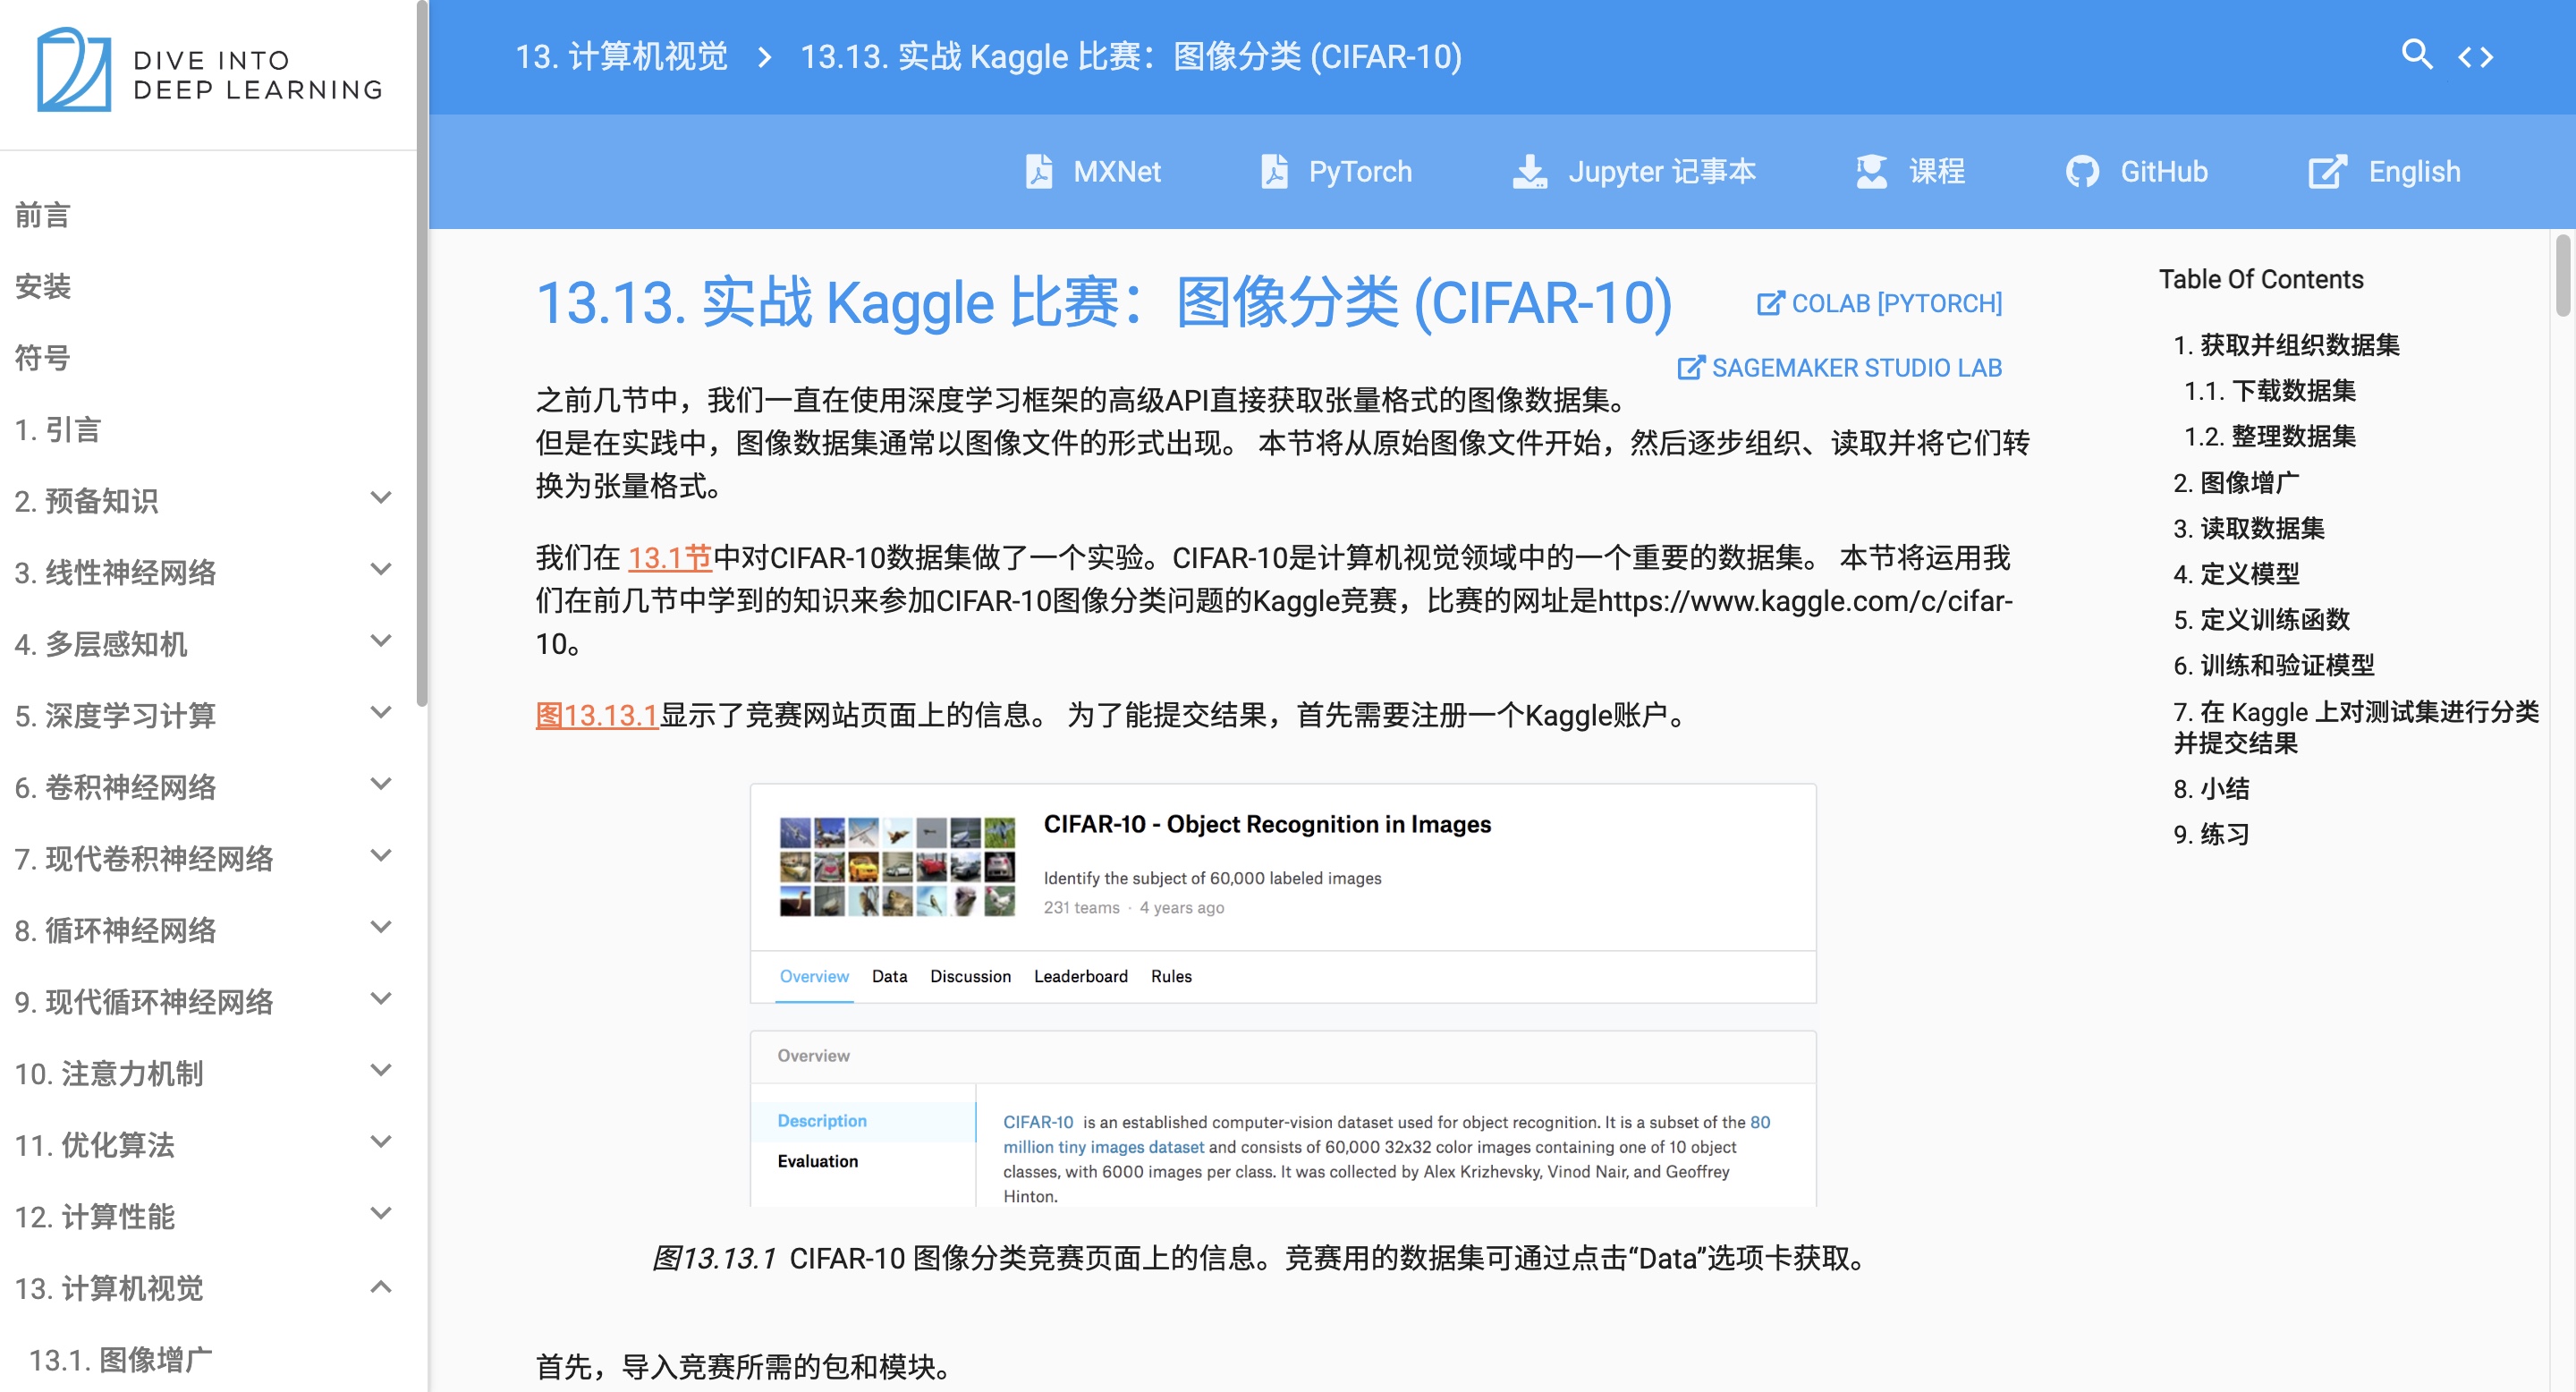 DIVE INTO
DEEP LEARNING
前言
安装
符号
1. 引言
2. 预备知识
3. 线性神经网络
4. 多层感知机
5. 深度学习计算
6. 卷积神经网络
7. 现代卷积神经网络
8. 循环神经网络
9. 现代循环神经网络
10. 注意力机制
11. 优化算法
12. 计算性能
13. 计算机视觉
13.1. 图像增广
13. 计算机视觉 › 13.13. 实战 Kaggle 比赛：图像分类 (CIFAR-10)
MXNet PyTorch Jupyter 记事本 课程 GitHub English
13.13. 实战 Kaggle 比赛：图像分类 (CIFAR-10)
COLAB [PYTORCH]
SAGEMAKER STUDIO LAB
之前几节中，我们一直在使用深度学习框架的高级API直接获取张量格式的图像数据集。
但是在实践中，图像数据集通常以图像文件的形式出现。 本节将从原始图像文件开始，然后逐步组织、读取并将它们转
换为张量格式。
我们在 13.1节中对CIFAR-10数据集做了一个实验。CIFAR-10是计算机视觉领域中的一个重要的数据集。 本节将运用我
们在前几节中学到的知识来参加CIFAR-10图像分类问题的Kaggle竞赛，比赛的网址是https://www.kaggle.com/c/cifar-
10。
图13.13.1显示了竞赛网站页面上的信息。 为了能提交结果，首先需要注册一个Kaggle账户。
CIFAR-10 - Object Recognition in Images
Identify the subject of 60,000 labeled images
231 teams · 4 years ago
Overview Data Discussion Leaderboard Rules
Overview
Description
Evaluation
CIFAR-10 is an established computer-vision dataset used for object recognition. It is a subset of the 80
million tiny images dataset and consists of 60,000 32x32 color images containing one of 10 object
classes, with 6000 images per class. It was collected by Alex Krizhevsky, Vinod Nair, and Geoffrey
Hinton.
图13.13.1 CIFAR-10 图像分类竞赛页面上的信息。竞赛用的数据集可通过点击“Data”选项卡获取。
首先，导入竞赛所需的包和模块。
Table Of Contents
1. 获取并组织数据集
1.1. 下载数据集
1.2. 整理数据集
2. 图像增广
3. 读取数据集
4. 定义模型
5. 定义训练函数
6. 训练和验证模型
7. 在 Kaggle 上对测试集进行分类
并提交结果
8. 小结
9. 练习